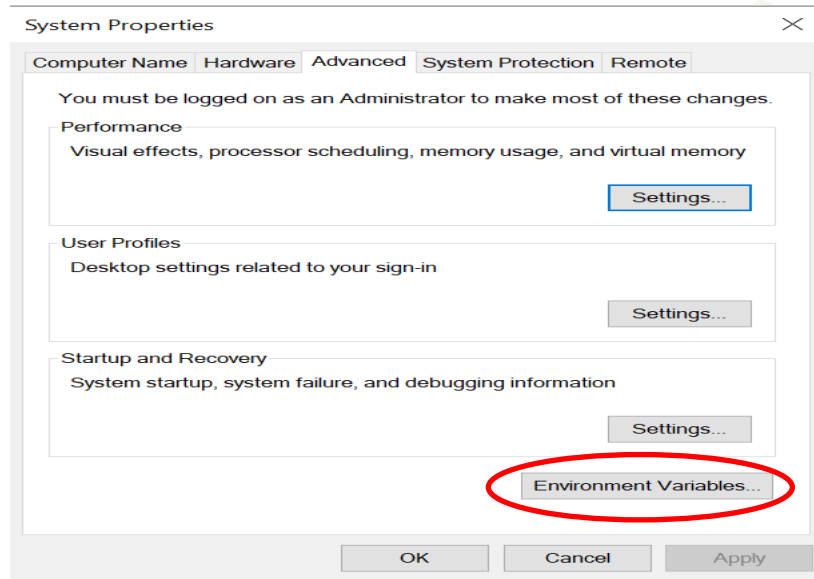 System Properties
Computer Name Hardware Advanced System Protection Remote
You must be logged on as an Administrator to make most of these changes.
Performance
Visual effects, processor scheduling, memory usage, and virtual memory
Settings...
User Profiles
Desktop settings related to your sign-in
Settings...
Startup and Recovery
System startup, system failure, and debugging information
Settings...
Environment Variables...
OK Cancel Apply